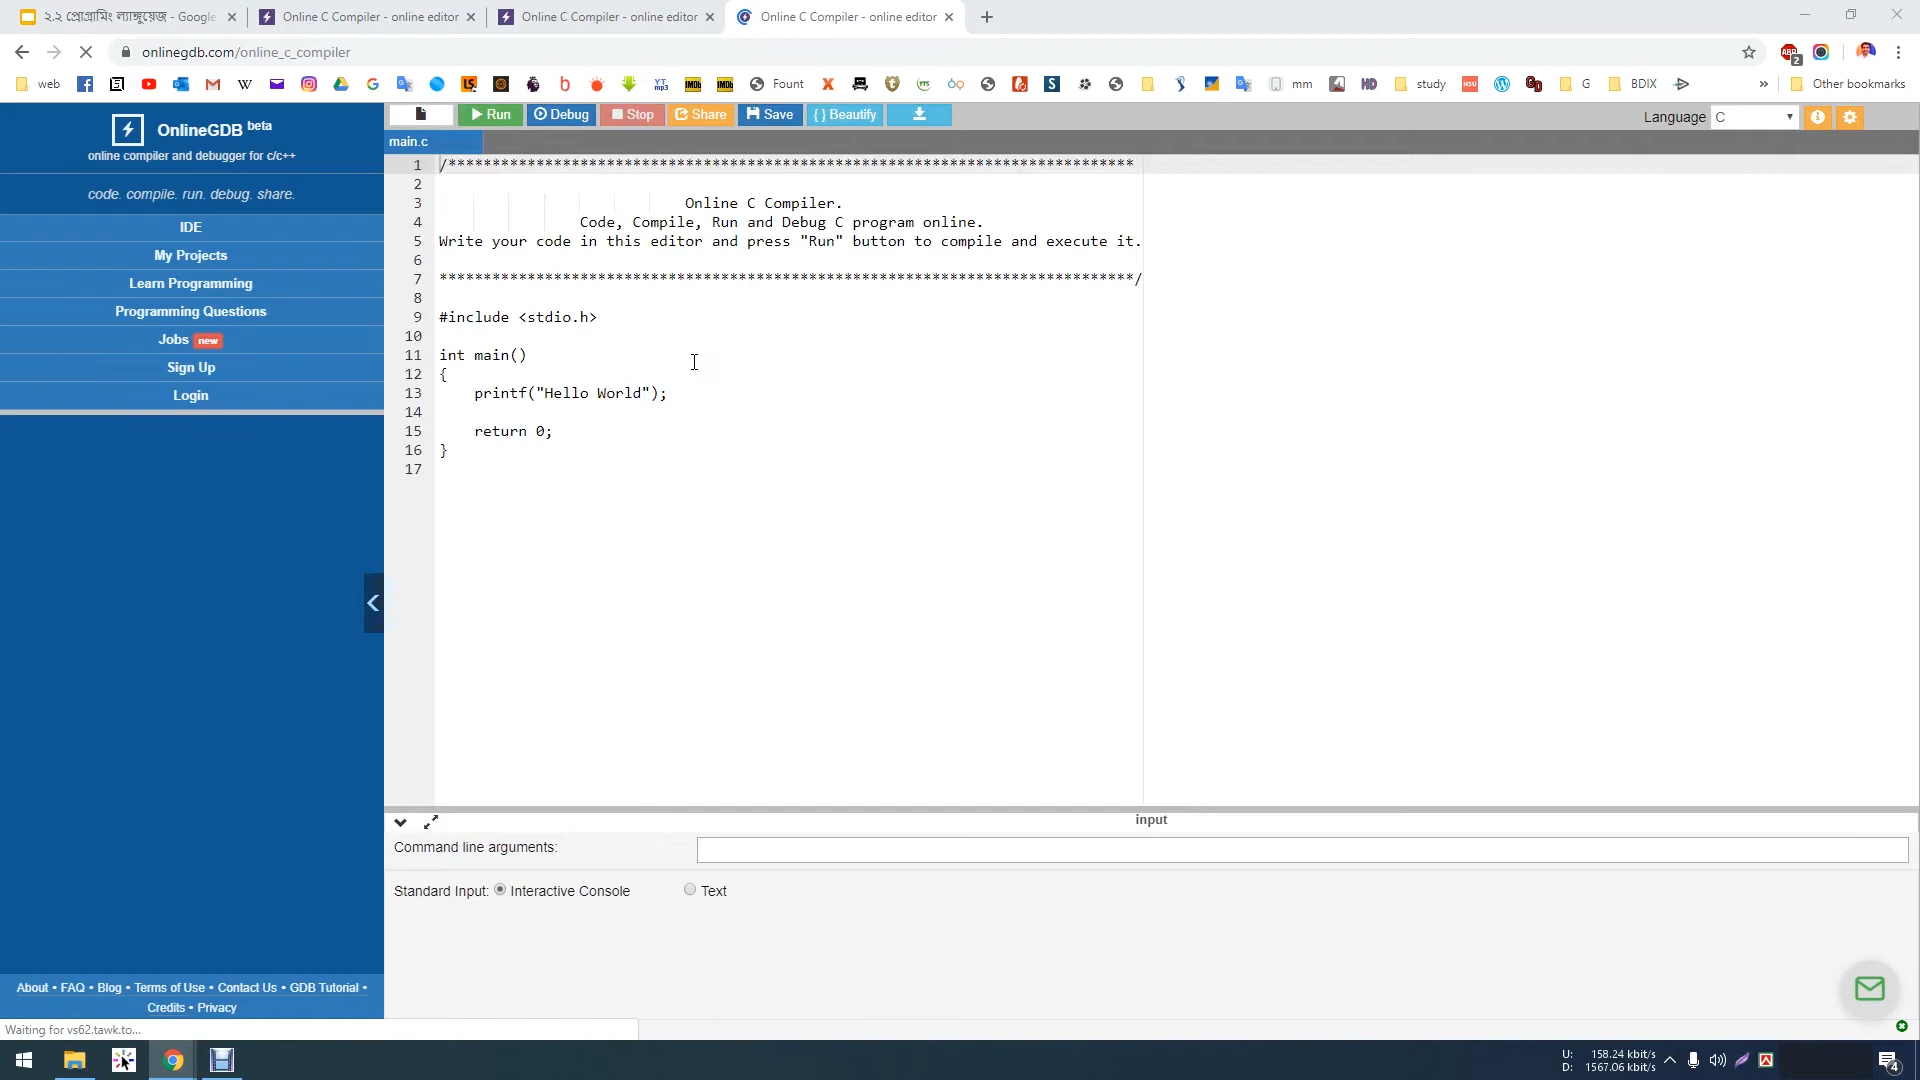 ২.২ প্রোগ্রামিং ল্যাঙ্গুয়েজ - Google
Online C Compiler - online editor
Online C Compiler - online editor
Online C Compiler - online editor
onlinegdb.com/online_c_compiler
web
Fount
mm
study
G
BDIX
Other bookmarks
OnlineGDB beta
online compiler and debugger for c/c++
code. compile. run. debug. share.
IDE
My Projects
Learn Programming
Programming Questions
Jobs new
Sign Up
Login
About • FAQ • Blog • Terms of Use • Contact Us • GDB Tutorial •
Credits • Privacy
Waiting for vs62.tawk.to...
Run
Debug
Stop
Share
Save
{ } Beautify
Language C
main.c
1 /******************************************************************************
2
3 Online C Compiler.
4 Code, Compile, Run and Debug C program online.
5 Write your code in this editor and press "Run" button to compile and execute it.
6
7 *******************************************************************************/
8
9 #include <stdio.h>
10
11 int main()
12 {
13 printf("Hello World");
14
15 return 0;
16 }
17
input
Command line arguments:
Standard Input: Interactive Console Text
U: 158.24 kbit/s
D: 1567.06 kbit/s
4